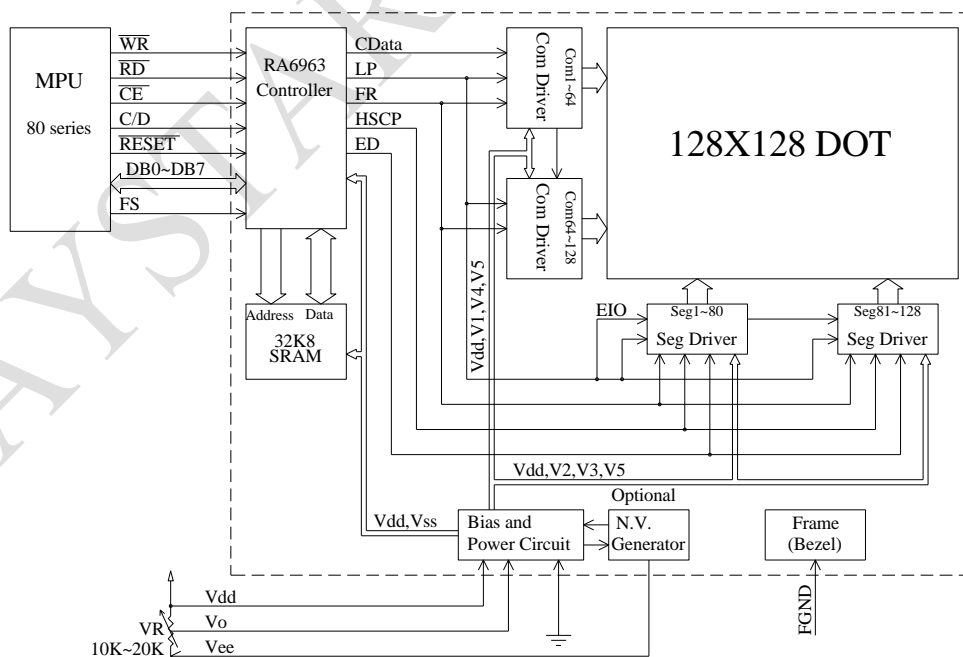 MPU
80 series
WR
RD
CE
C/D
RESET
DB0~DB7
FS
RA6963
Controller
CData
LP
FR
HSCP
ED
Com Driver
Com1~64
Com Driver
Com64~128
128X128 DOT
Address
Data
32K8
SRAM
Vdd,V1,V4,V5
EIO
Seg1~80
Seg Driver
Seg81~128
Seg Driver
Vdd,V2,V3,V5
Optional
Vdd,Vss
Bias and
Power Circuit
N.V.
Generator
Frame
(Bezel)
FGND
Vdd
Vo
VR
10K~20K
Vee
AYSTAR